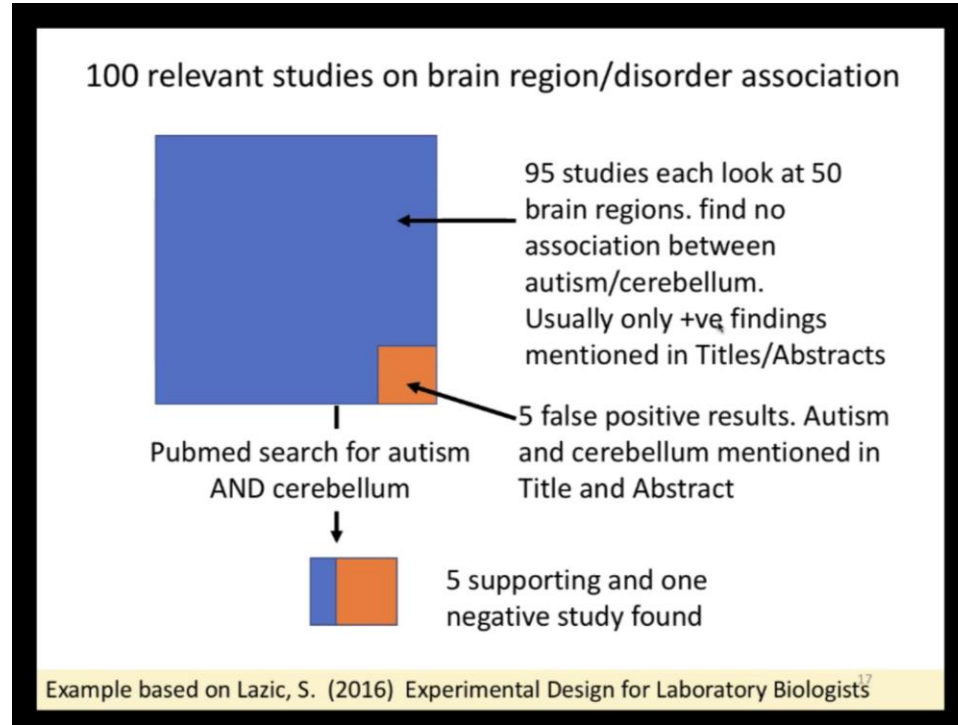 100 relevant studies on brain region/disorder association
95 studies each look at 50
brain regions. find no
association between
autism/cerebellum.
Usually only +ve findings
mentioned in Titles/Abstracts
5 false positive results. Autism
and cerebellum mentioned in
Title and Abstract
Pubmed search for autism
AND cerebellum
5 supporting and one
negative study found
17
Example based on Lazic, S. (2016) Experimental Design for Laboratory Biologists